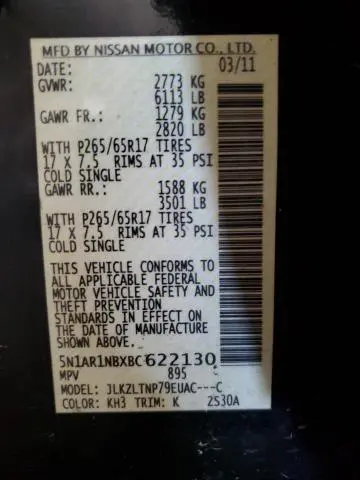 MFD BY NISSAN MOTOR CO., LTD.
DATE: 03/11
GVWR: 2773 KG
6113 LB
GAWR FR.: 1279 KG
2820 LB
WITH P265/65R17 TIRES
17 X 7.5 RIMS AT 35 PSI
COLD SINGLE
GAWR RR.: 1588 KG
3501 LB
WITH P265/65R17 TIRES
17 X 7.5 RIMS AT 35 PSI
COLD SINGLE
THIS VEHICLE CONFORMS TO
ALL APPLICABLE FEDERAL
MOTOR VEHICLE SAFETY AND
THEFT PREVENTION
STANDARDS IN EFFECT ON
THE DATE OF MANUFACTURE
SHOWN ABOVE.
5N1AR1NBXBC622130
MPV 895
MODEL: JLKZLTNP79EUAC---C
COLOR: KH3 TRIM: K 2S30A